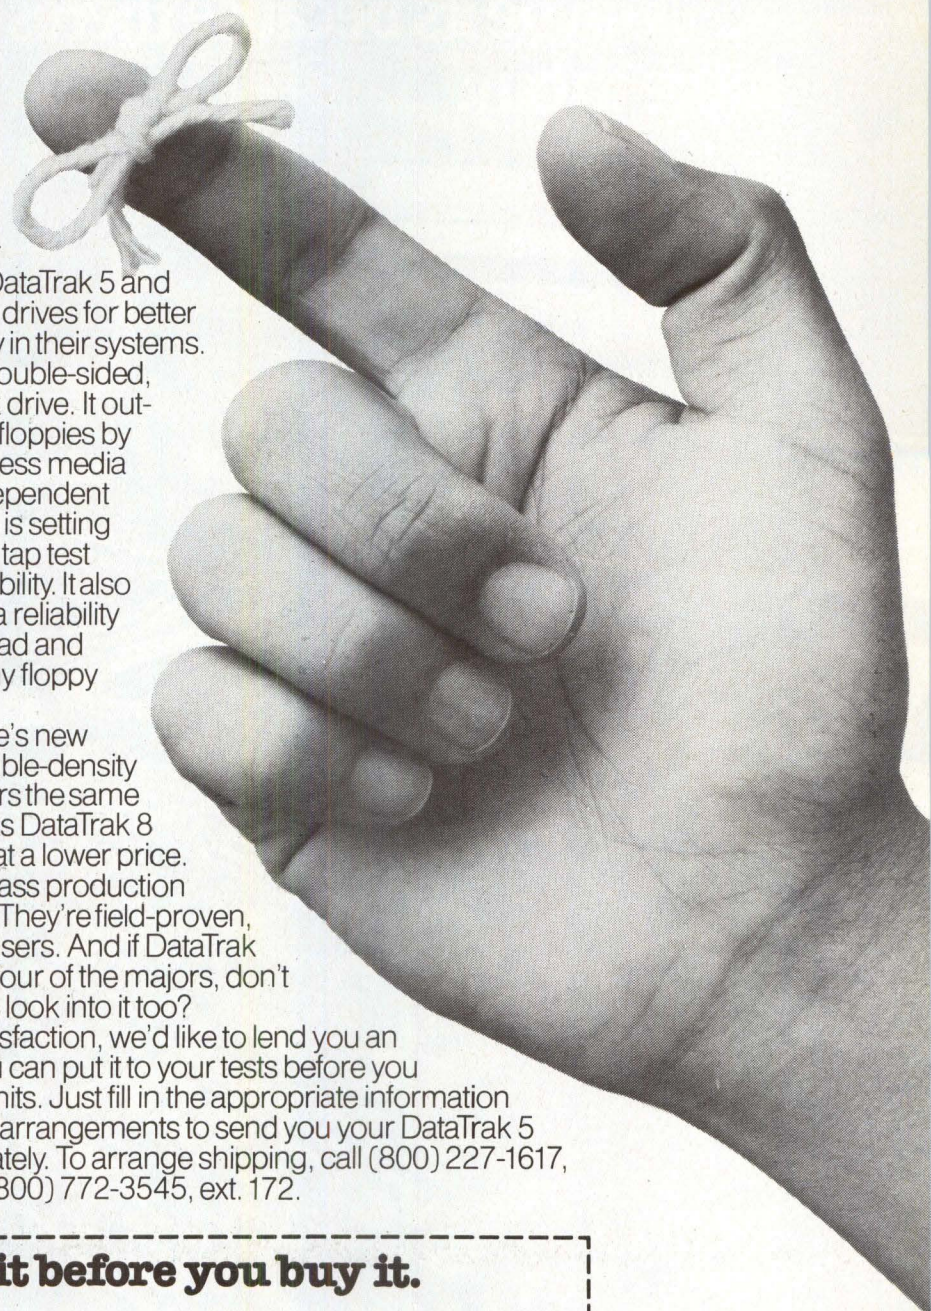 DataTrak 5 and
drives for better
in their systems.
ouble-sided,
drive. It out-
floppies by
ess media
ependent
is setting
tap test
bility. It also
a reliability
ad and
y floppy
e's new
ble-density
rs the same
s DataTrak 8
at a lower price.
ass production
They're field-proven,
sers. And if DataTrak
our of the majors, don't
look into it too?
sfaction, we'd like to lend you an
can put it to your tests before you
nits. Just fill in the appropriate information
arrangements to send you your DataTrak 5
ately. To arrange shipping, call (800) 227-1617,
800) 772-3545, ext. 172.
it before you buy it.